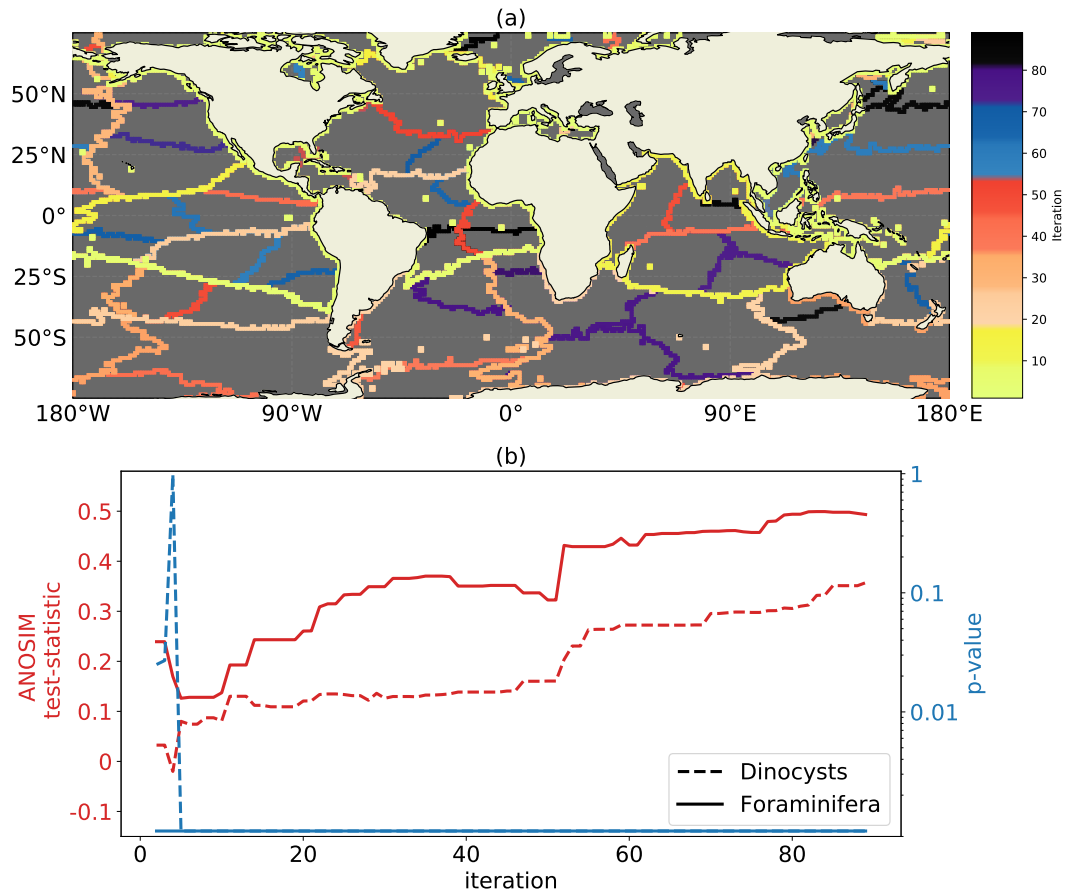 (a)
50°N
25°N
0°
25°S
50°S
180°W
90°W
0°
90°E
180°E
80
70
60
50
40
30
20
10
Iteration
(b)
0.5
0.4
0.3
0.2
0.1
0
-0.1
ANOSIM
test-statistic
1
0.1
0.01
p-value
Dinocysts
Foraminifera
0
20
40
60
80
iteration